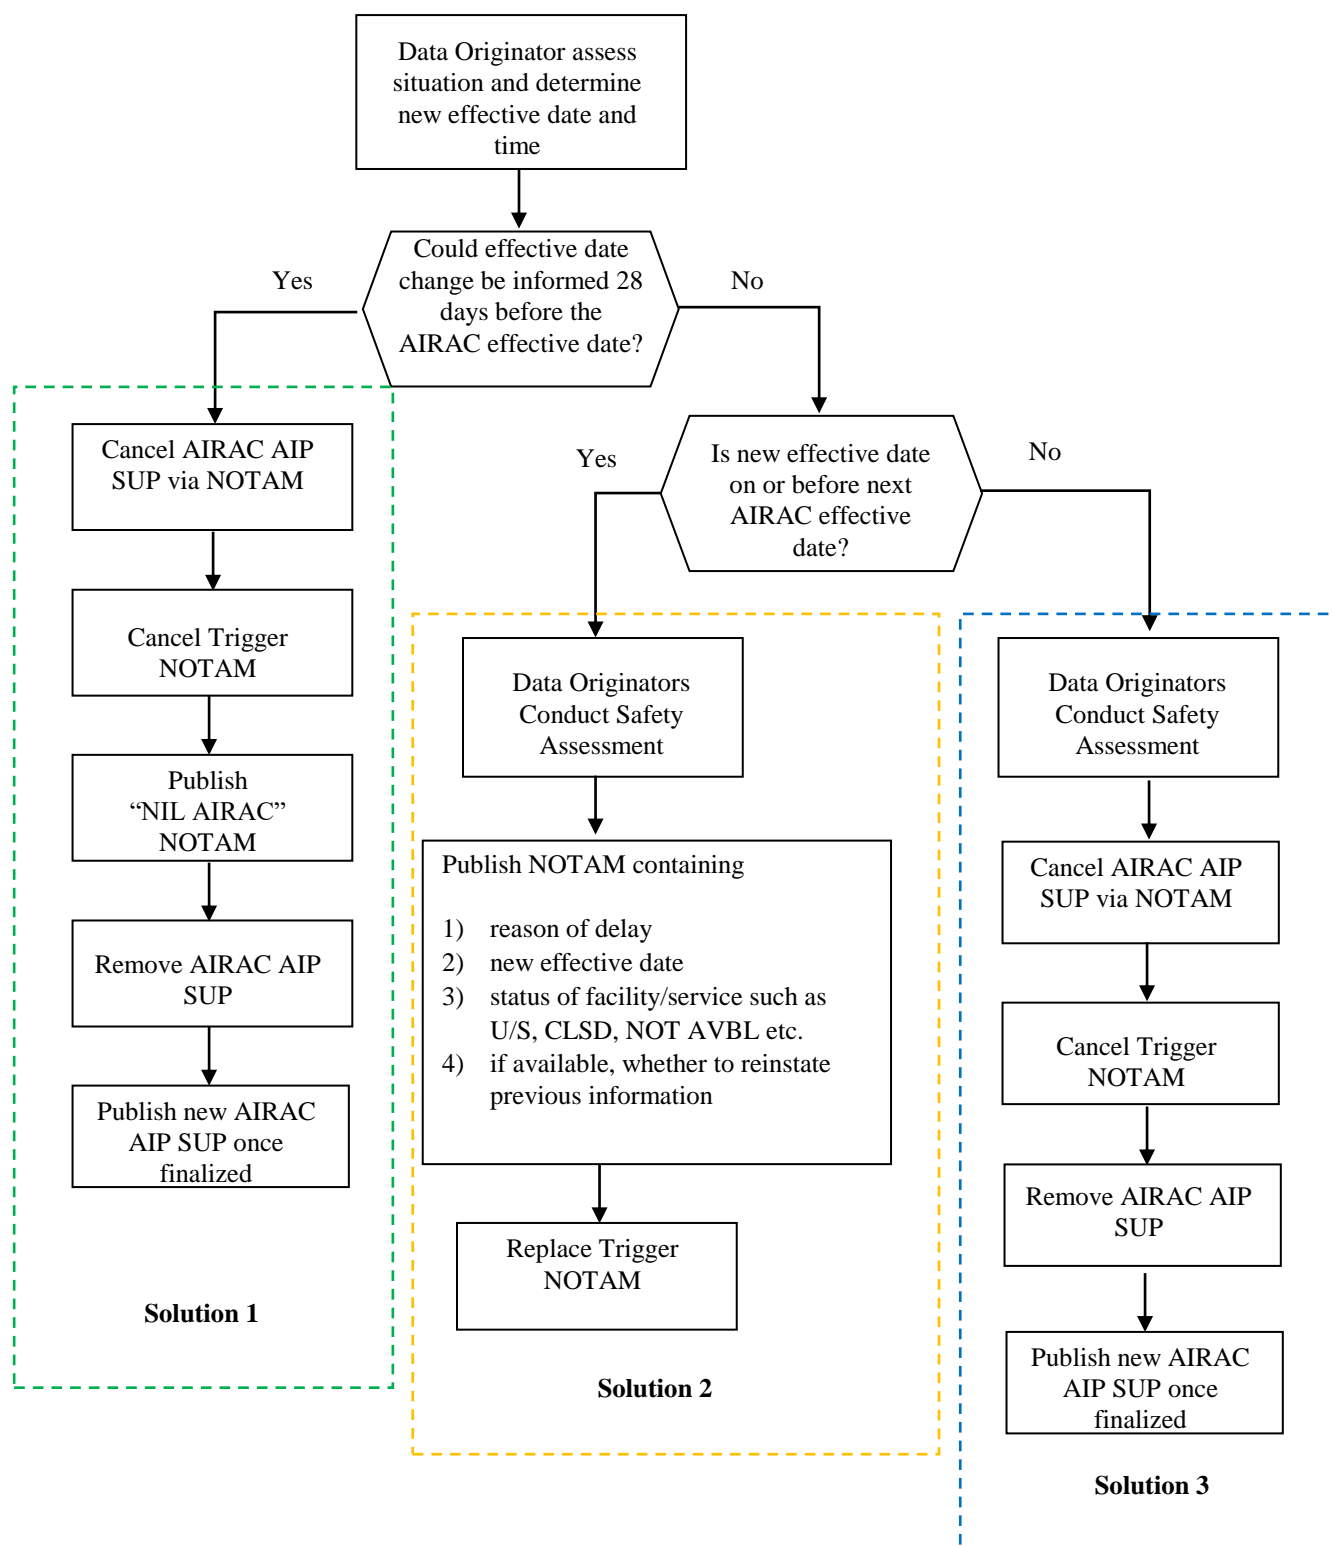 Data Originator assess
situation and determine
new effective date and
time
Could effective date
change be informed 28
days before the
AIRAC effective date?
Yes
No
Cancel AIRAC AIP
SUP via NOTAM
Cancel Trigger
NOTAM
Publish
“NIL AIRAC”
NOTAM
Remove AIRAC AIP
SUP
Publish new AIRAC
AIP SUP once
finalized
Solution 1
Is new effective date
on or before next
AIRAC effective
date?
Yes
No
Data Originators
Conduct Safety
Assessment
Publish NOTAM containing
1) reason of delay
2) new effective date
3) status of facility/service such as
U/S, CLSD, NOT AVBL etc.
4) if available, whether to reinstate
previous information
Replace Trigger
NOTAM
Solution 2
Data Originators
Conduct Safety
Assessment
Cancel AIRAC AIP
SUP via NOTAM
Cancel Trigger
NOTAM
Remove AIRAC AIP
SUP
Publish new AIRAC
AIP SUP once
finalized
Solution 3